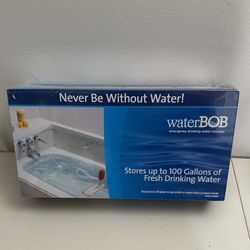 Never Be Without Water!
waterBOB
emergency drinking water storage
Stores up to 100 Gallons of
Fresh Drinking Water